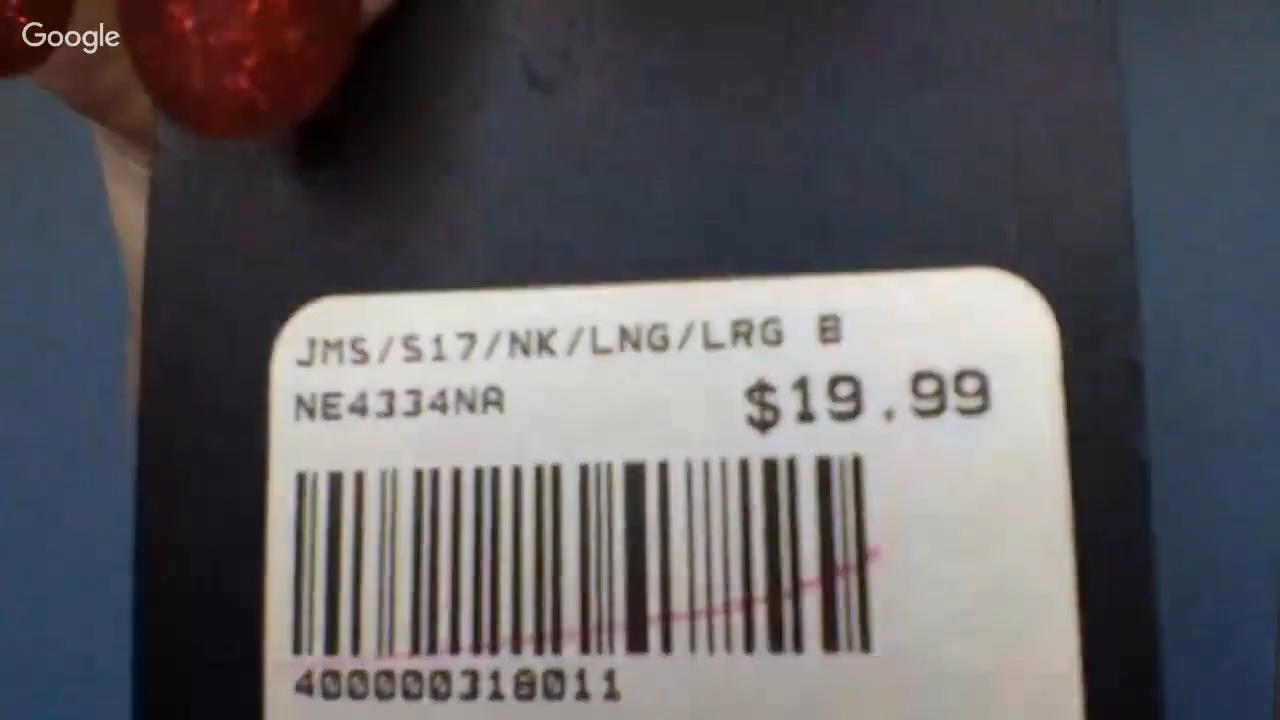 Google
JMS/S17/NK/LNG/LRG B
NE4334NA
$19.99
400000318011